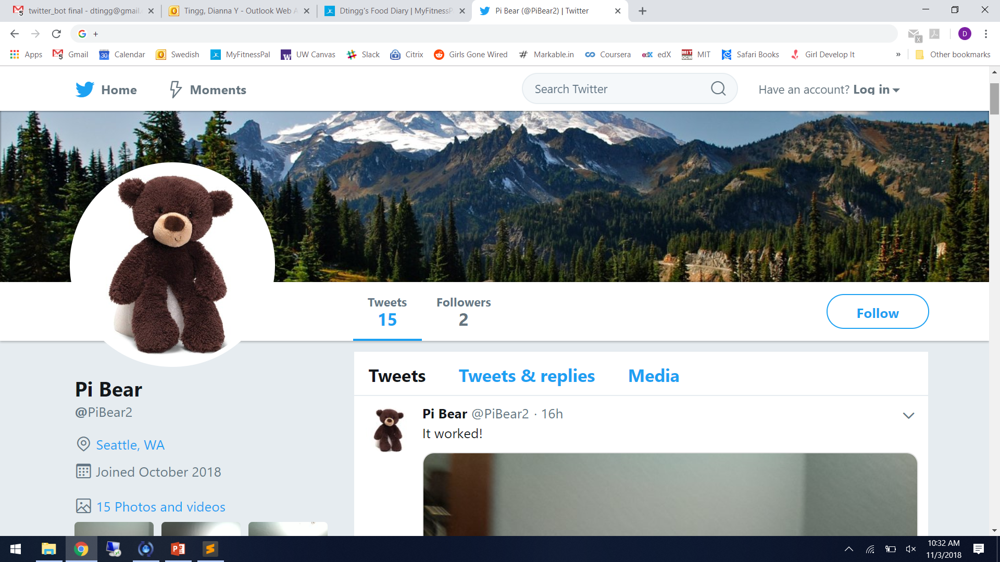 twitter_bot final - dtingg@gmail.c
Tingg, Dianna Y - Outlook Web A
Dtingg's Food Diary | MyFitnessP
Pi Bear (@PiBear2) | Twitter
+
D
Apps
Gmail
Calendar
Swedish
MyFitnessPal
UW Canvas
Slack
Citrix
Girls Gone Wired
Markable.in
Coursera
edX
MIT
Safari Books
Girl Develop It
»
Other bookmarks
Home
Moments
Search Twitter
Have an account? Log in
Tweets
15
Followers
2
Follow
Pi Bear
@PiBear2
Seattle, WA
Joined October 2018
15 Photos and videos
Tweets
Tweets & replies
Media
Pi Bear @PiBear2 · 16h
It worked!
10:32 AM
11/3/2018